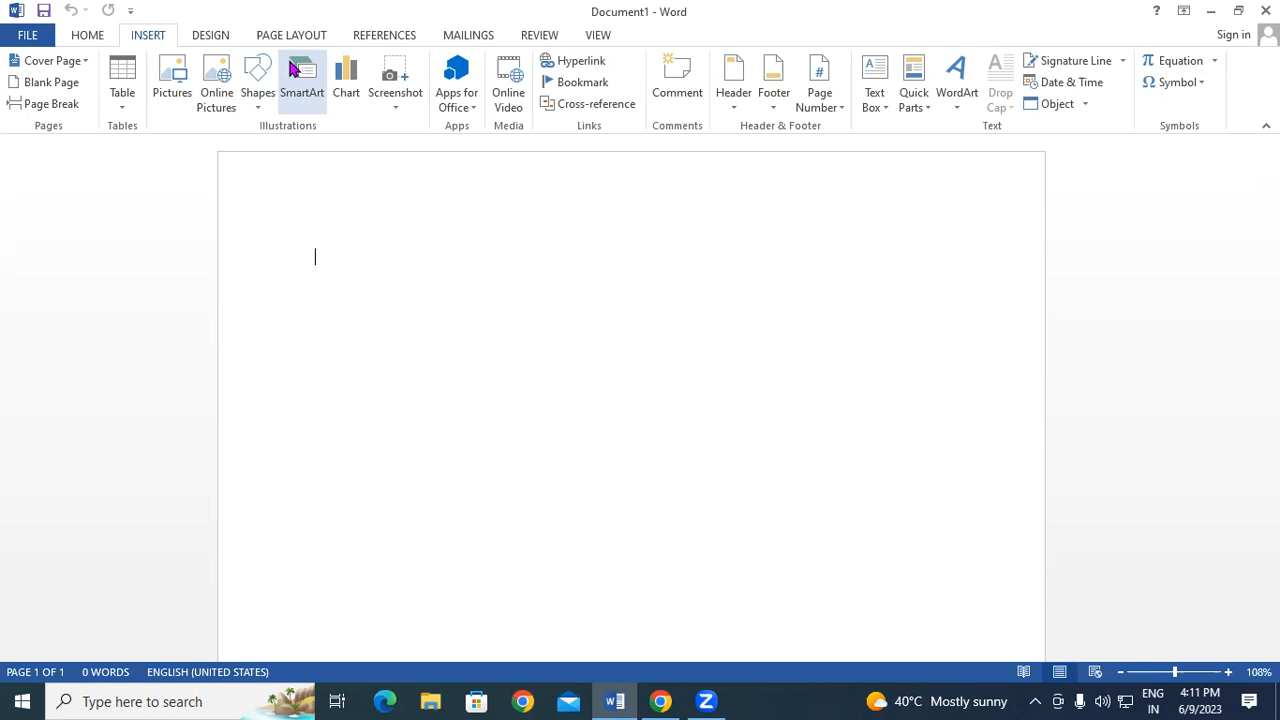 Document1 - Word
?
Sign in
FILE HOME INSERT DESIGN PAGE LAYOUT REFERENCES MAILINGS REVIEW VIEW
Cover Page
Blank Page
Page Break
Pages
Table
Tables
Pictures
Online Pictures
Shapes
SmartArt
Chart
Screenshot
Illustrations
Apps for Office
Apps
Online Video
Media
Hyperlink
Bookmark
Cross-reference
Links
Comment
Comments
Header
Footer
Page Number
Header & Footer
Text Box
Quick Parts
WordArt
Drop Cap
Signature Line
Date & Time
Object
Text
Equation
Symbol
Symbols
PAGE 1 OF 1 0 WORDS ENGLISH (UNITED STATES)
108%
Type here to search
40°C Mostly sunny
ENG
IN
4:11 PM
6/9/2023